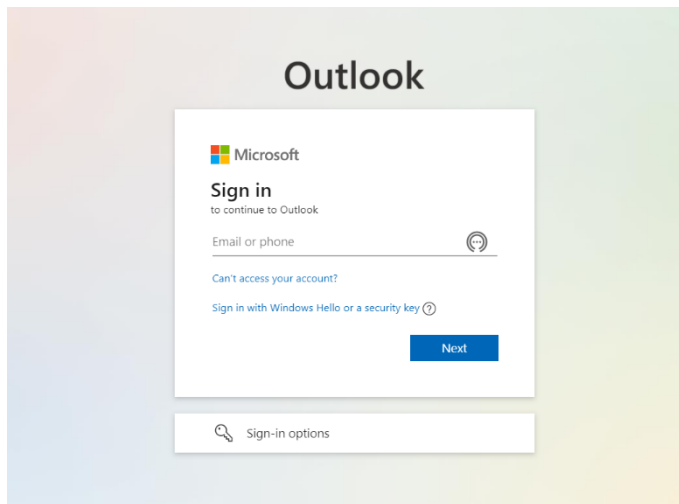 Outlook
Microsoft
Sign in
to continue to Outlook
Email or phone
Can't access your account?
Sign in with Windows Hello or a security key ?
Next
Sign-in options